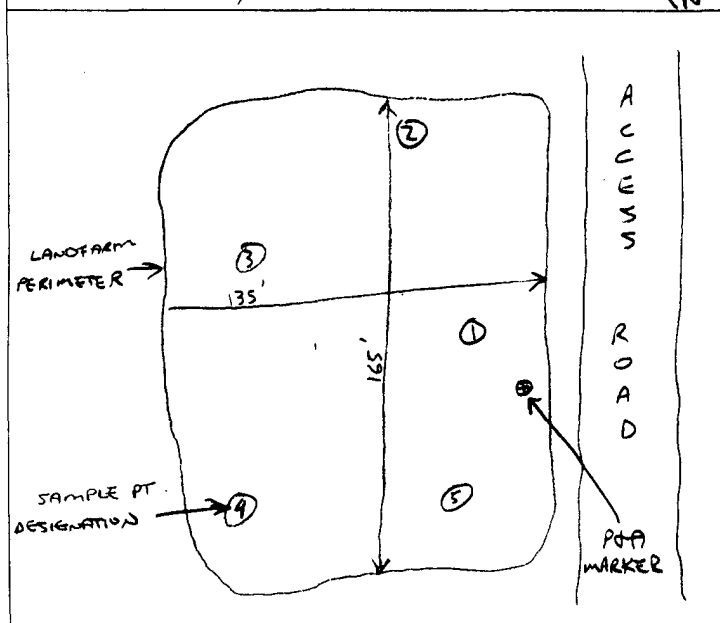 A
C
C
E
S
S
R
O
A
D
②
LANDFARM
PERIMETER
③
135'
①
165'
SAMPLE PT.
DESIGNATION
④
⑤
P&A
MARKER